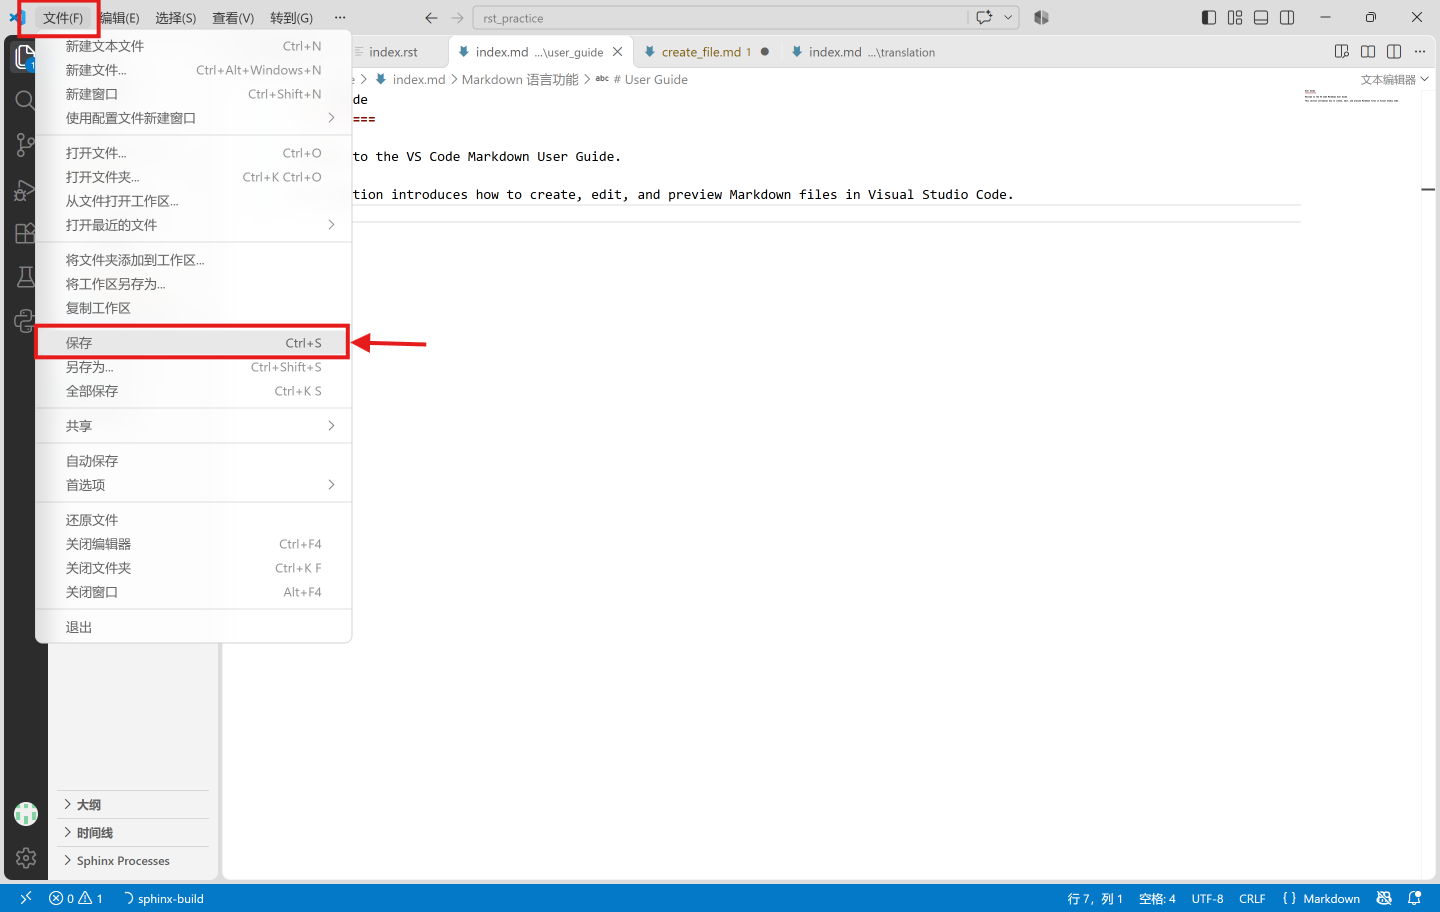 文件(F) 编辑(E) 选择(S) 查看(V) 转到(G) ··· rst_practice
index.rst index.md ...\user_guide create_file.md 1 index.md ...\translation
e > index.md > Markdown 语言功能 > abc # User Guide 文本编辑器
新建文本文件 Ctrl+N
新建文件... Ctrl+Alt+Windows+N
新建窗口 Ctrl+Shift+N
使用配置文件新建窗口
打开文件... Ctrl+O
打开文件夹... Ctrl+K Ctrl+O
从文件打开工作区...
打开最近的文件
将文件夹添加到工作区...
将工作区另存为...
复制工作区
保存 Ctrl+S
另存为... Ctrl+Shift+S
全部保存 Ctrl+K S
共享
自动保存
首选项
还原文件
关闭编辑器 Ctrl+F4
关闭文件夹 Ctrl+K F
关闭窗口 Alt+F4
退出
de
===
to the VS Code Markdown User Guide.
tion introduces how to create, edit, and preview Markdown files in Visual Studio Code.
1
大纲
时间线
Sphinx Processes
0 1 sphinx-build 行 7，列 1 空格: 4 UTF-8 CRLF { } Markdown